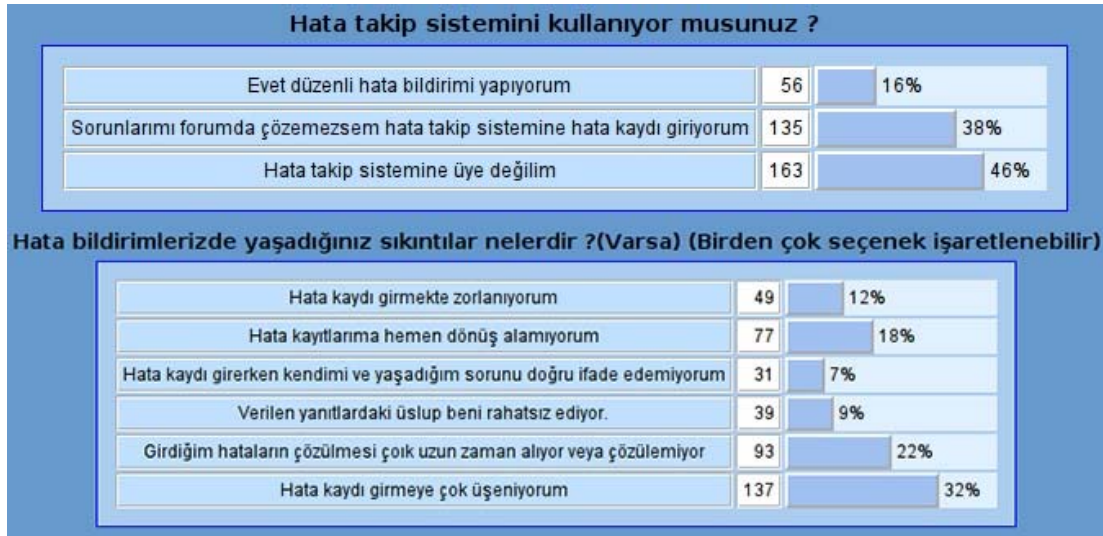 Hata takip sistemini kullanıyor musunuz ?
Evet düzenli hata bildirimi yapıyorum 56 16%
Sorunlarımı forumda çözemezsem hata takip sistemine hata kaydı giriyorum 135 38%
Hata takip sistemine üye değilim 163 46%
Hata bildirimlerizde yaşadığınız sıkıntılar nelerdir ?(Varsa) (Birden çok seçenek işaretlenebilir)
Hata kaydı girmekte zorlanıyorum 49 12%
Hata kayıtlarıma hemen dönüş alamıyorum 77 18%
Hata kaydı girerken kendimi ve yaşadığım sorunu doğru ifade edemiyorum 31 7%
Verilen yanıtlardaki üslup beni rahatsız ediyor. 39 9%
Girdiğim hataların çözülmesi çoık uzun zaman alıyor veya çözülemiyor 93 22%
Hata kaydı girmeye çok üşeniyorum 137 32%